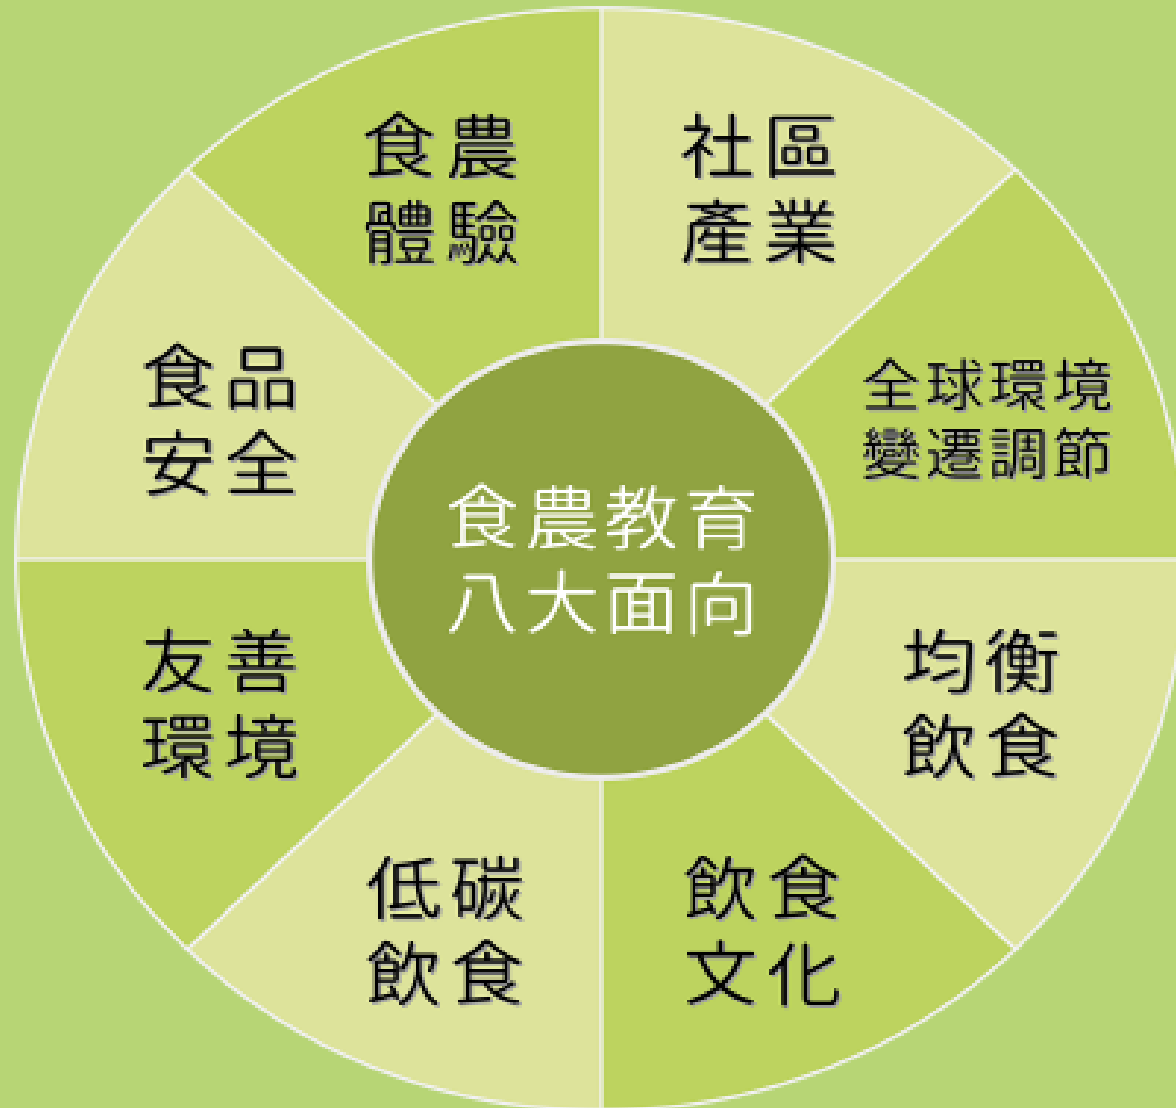 食農
體驗
社區
產業
食品
安全
全球環境
變遷調節
食農教育
八大面向
友善
環境
均衡
飲食
低碳
飲食
飲食
文化